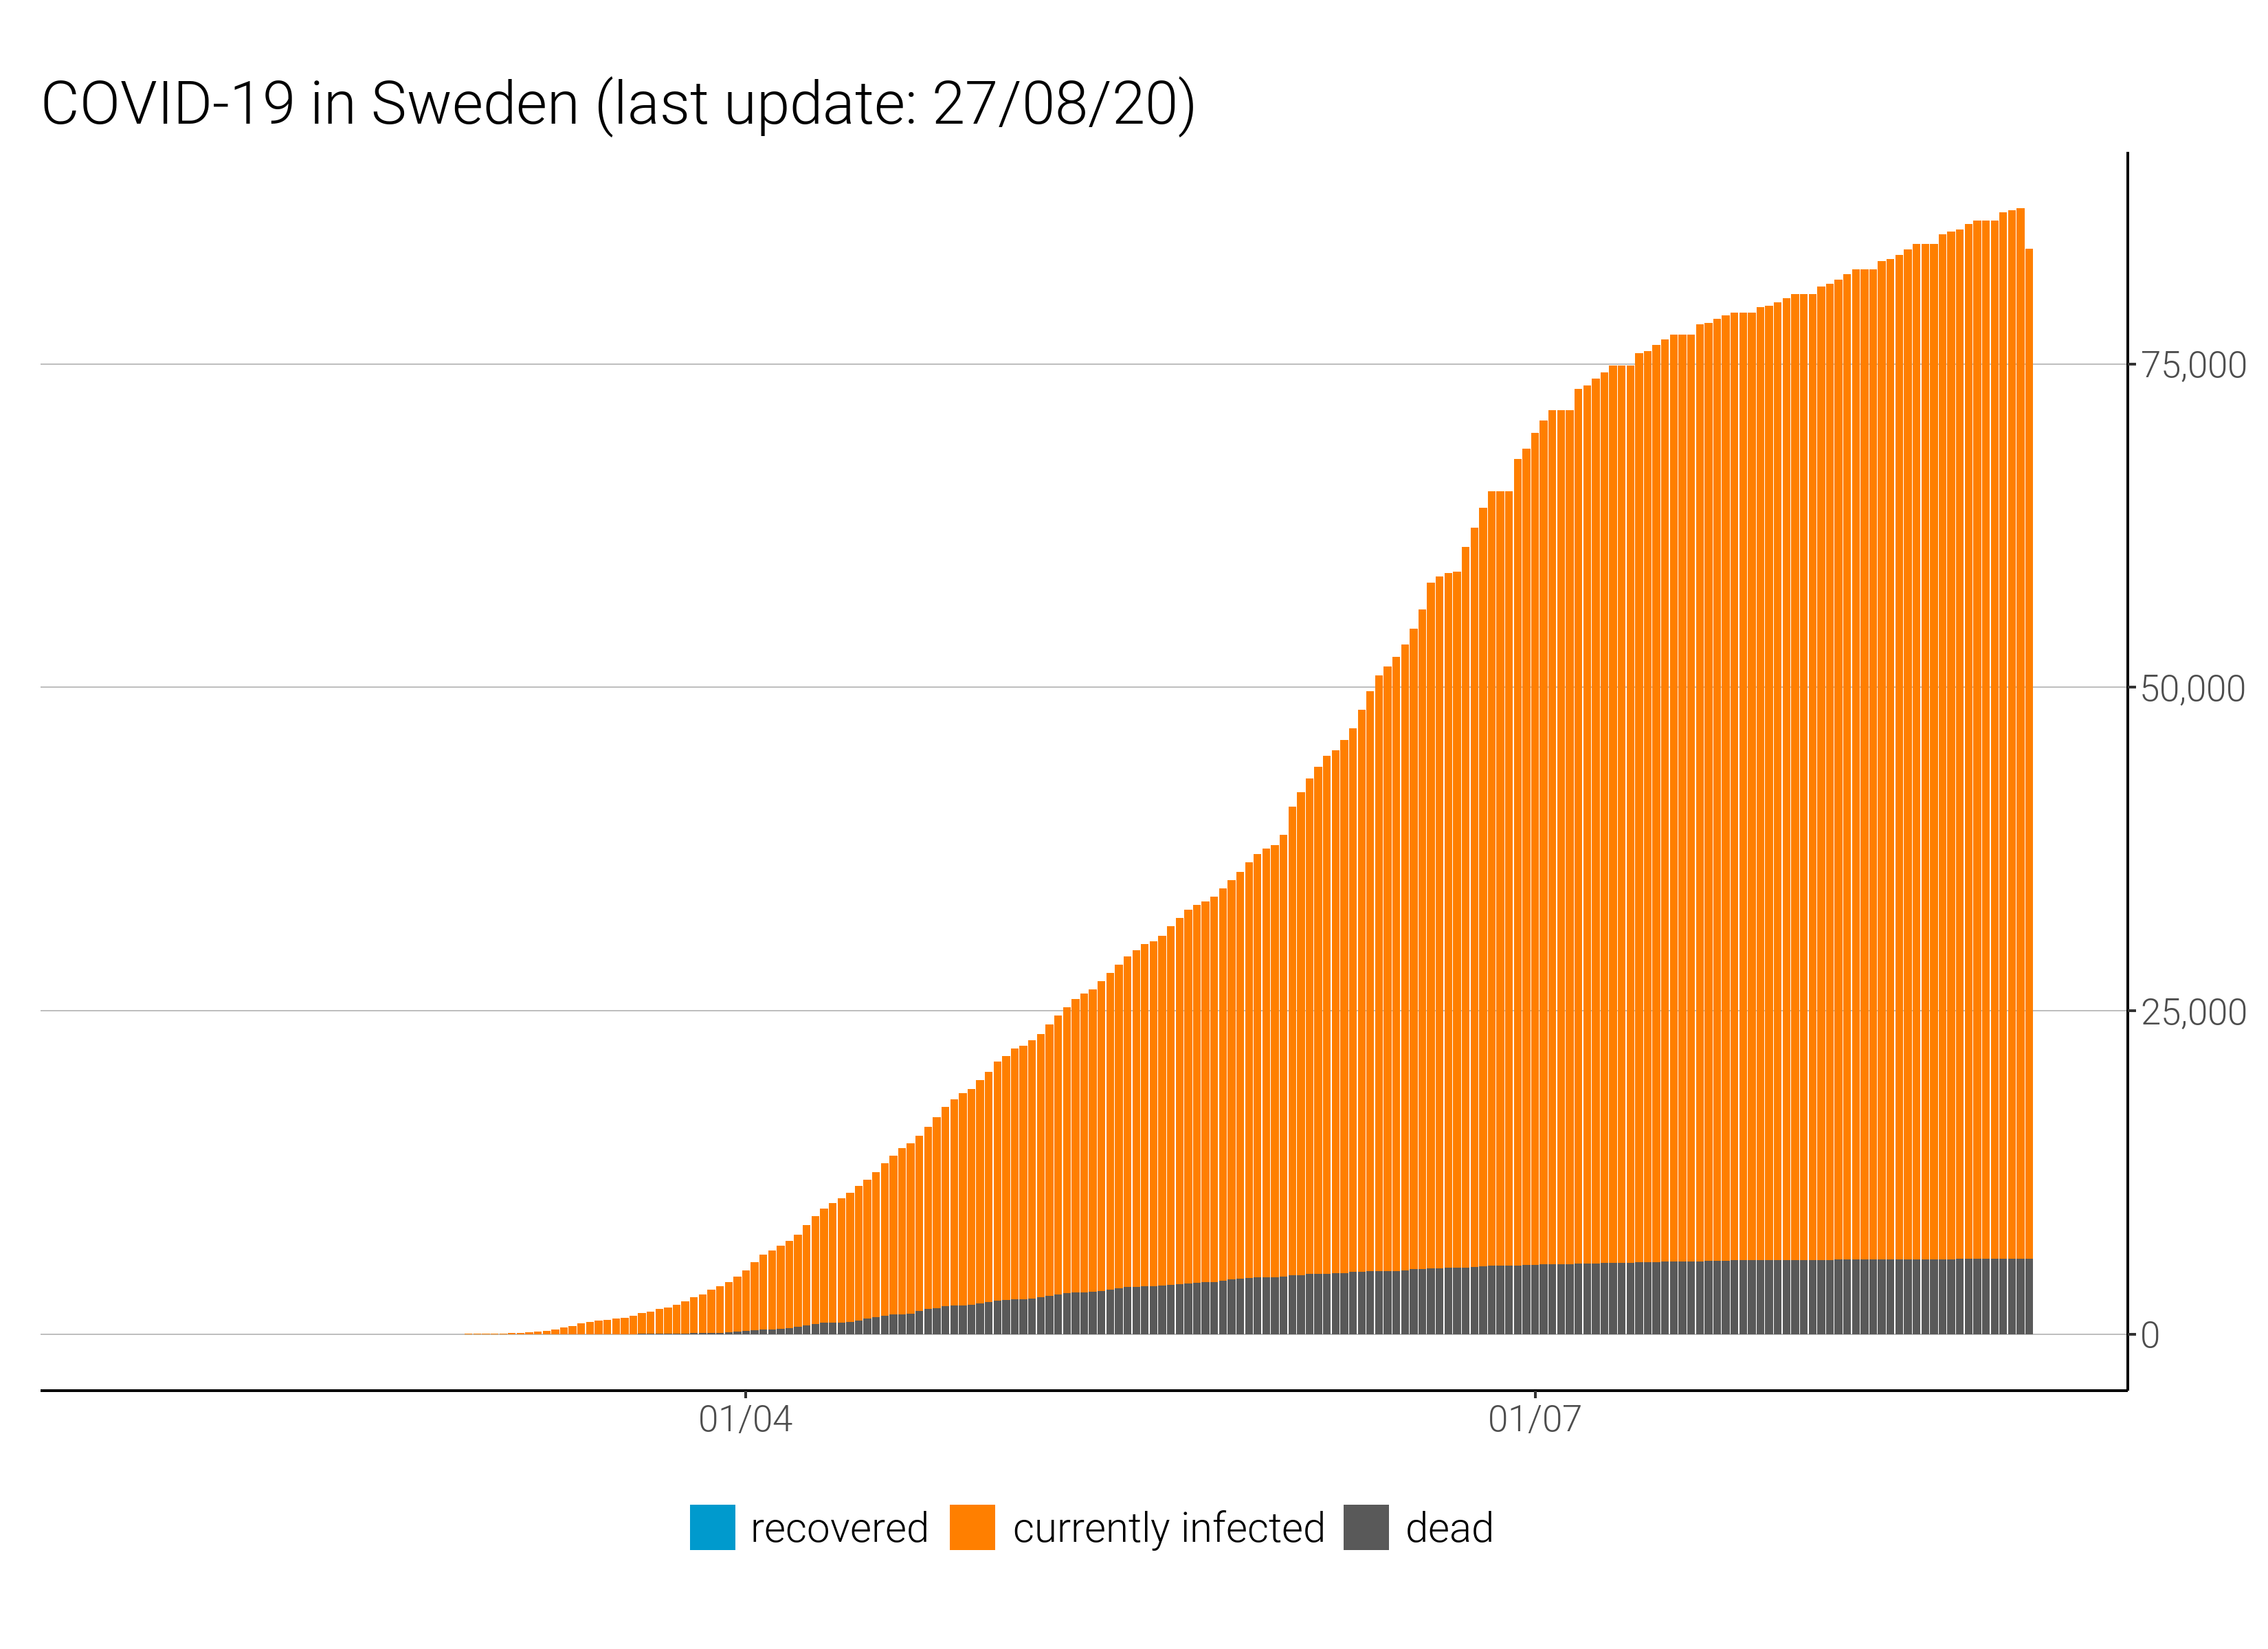 COVID-19 in Sweden (last update: 27/08/20)
75,000
50,000
25,000
0
01/04 01/07
recovered currently infected dead